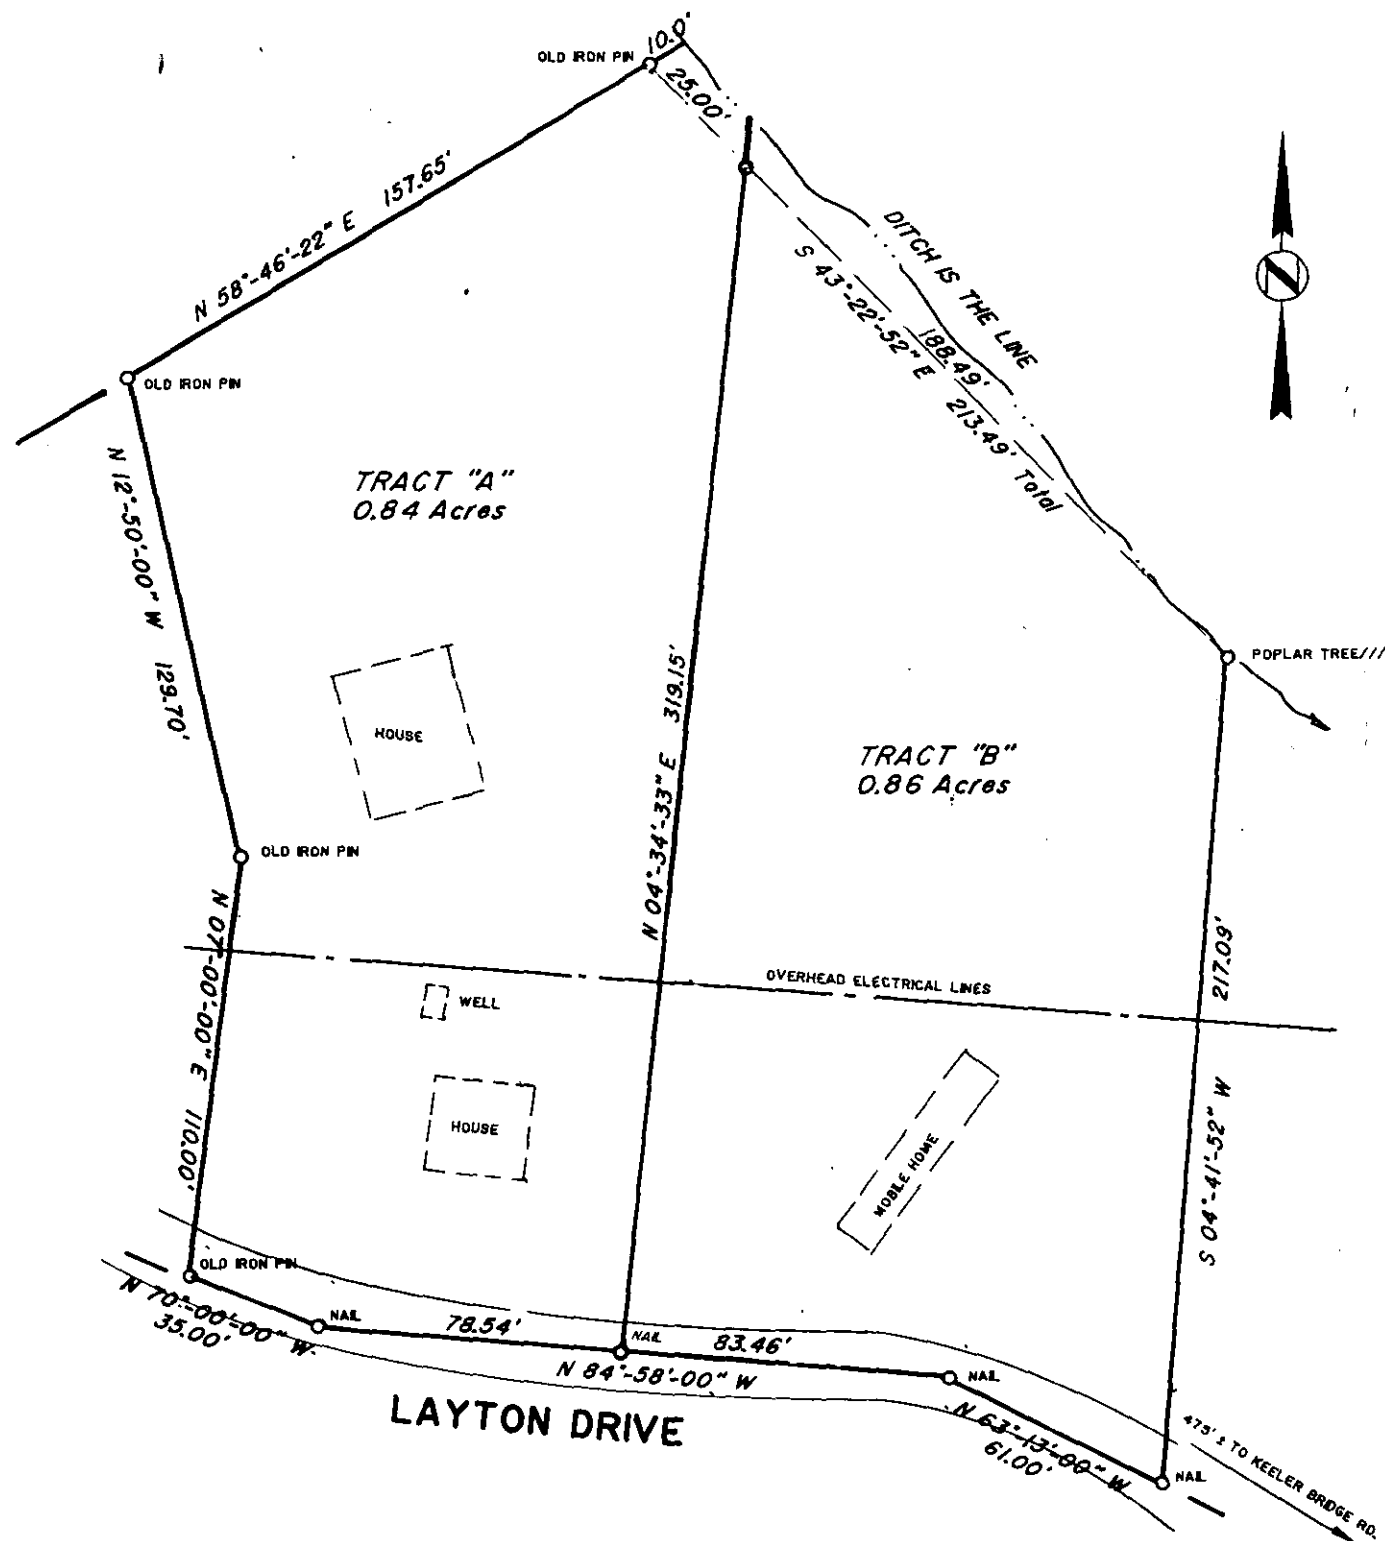 10.0'
OLD IRON PIN
25.00'
N 58°-46'-22" E 157.65'
DITCH IS THE LINE
S 43°-22'-52" E
188.49'
213.49' Total
N
OLD IRON PIN
N 12°-50'-00" W 129.70'
TRACT "A"
0.84 Acres
HOUSE
N 04°-34'-33" E 319.15'
POPLAR TREE///
TRACT "B"
0.86 Acres
OLD IRON PIN
N 07°-00'-00" E 110.00'
OVERHEAD ELECTRICAL LINES
217.09'
S 04°-41'-52" W
WELL
HOUSE
MOBILE HOME
OLD IRON PIN
N 70°-00'-00" W
35.00'
NAIL
78.54'
NAIL
83.46'
N 84°-58'-00" W
NAIL
N 63°-13'-00" W
61.00'
NAIL
LAYTON DRIVE
475' ± TO KEELER BRIDGE RD.